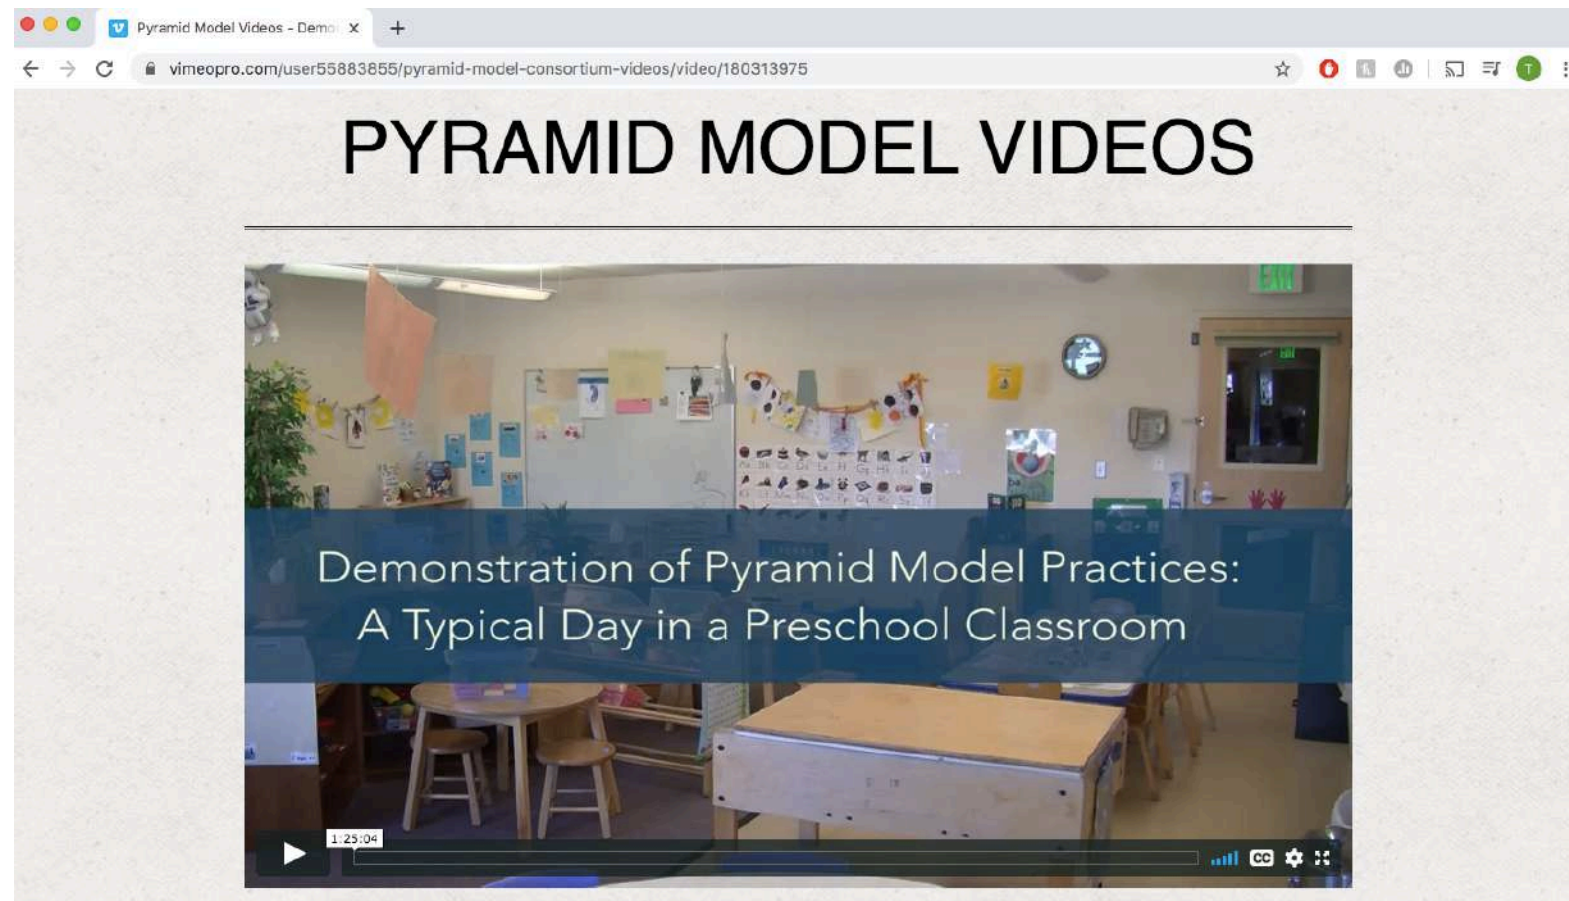 Pyramid Model Videos - Demo
vimeopro.com/user55883855/pyramid-model-consortium-videos/video/180313975
T
PYRAMID MODEL VIDEOS
EXIT
Demonstration of Pyramid Model Practices:
A Typical Day in a Preschool Classroom
1:25:04
CC